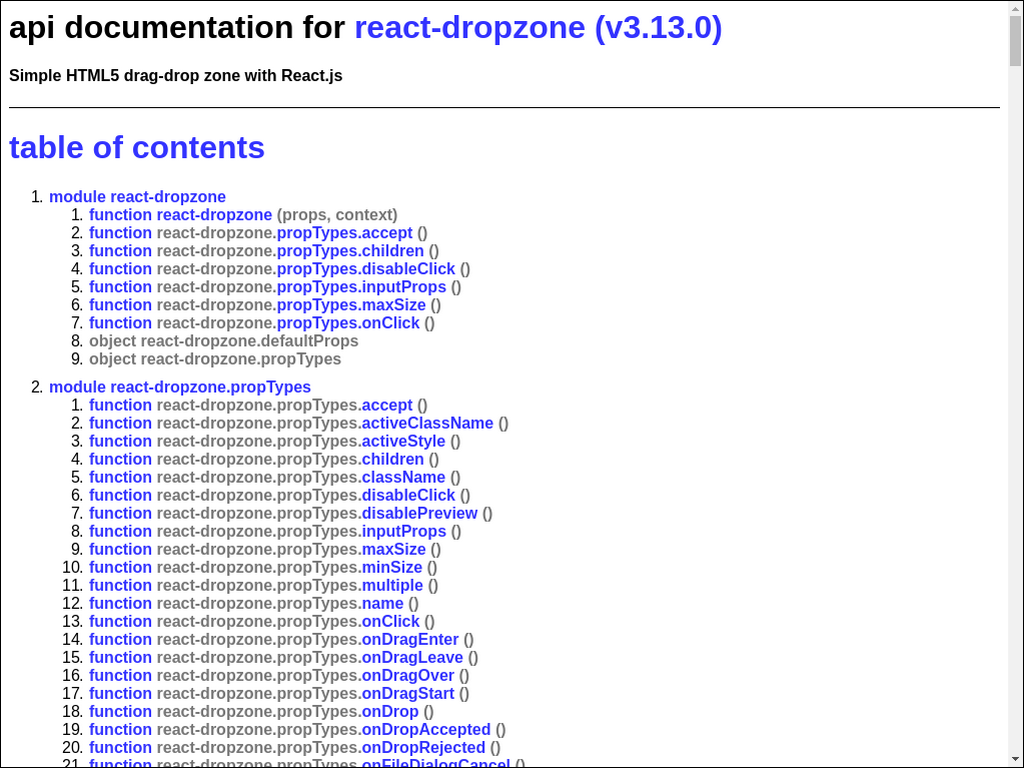 api documentation for react-dropzone (v3.13.0)
Simple HTML5 drag-drop zone with React.js
table of contents
1. module react-dropzone
1. function react-dropzone (props, context)
2. function react-dropzone.propTypes.accept ()
3. function react-dropzone.propTypes.children ()
4. function react-dropzone.propTypes.disableClick ()
5. function react-dropzone.propTypes.inputProps ()
6. function react-dropzone.propTypes.maxSize ()
7. function react-dropzone.propTypes.onClick ()
8. object react-dropzone.defaultProps
9. object react-dropzone.propTypes
2. module react-dropzone.propTypes
1. function react-dropzone.propTypes.accept ()
2. function react-dropzone.propTypes.activeClassName ()
3. function react-dropzone.propTypes.activeStyle ()
4. function react-dropzone.propTypes.children ()
5. function react-dropzone.propTypes.className ()
6. function react-dropzone.propTypes.disableClick ()
7. function react-dropzone.propTypes.disablePreview ()
8. function react-dropzone.propTypes.inputProps ()
9. function react-dropzone.propTypes.maxSize ()
10. function react-dropzone.propTypes.minSize ()
11. function react-dropzone.propTypes.multiple ()
12. function react-dropzone.propTypes.name ()
13. function react-dropzone.propTypes.onClick ()
14. function react-dropzone.propTypes.onDragEnter ()
15. function react-dropzone.propTypes.onDragLeave ()
16. function react-dropzone.propTypes.onDragOver ()
17. function react-dropzone.propTypes.onDragStart ()
18. function react-dropzone.propTypes.onDrop ()
19. function react-dropzone.propTypes.onDropAccepted ()
20. function react-dropzone.propTypes.onDropRejected ()
21. function react-dropzone.propTypes.onFileDialogCancel ()